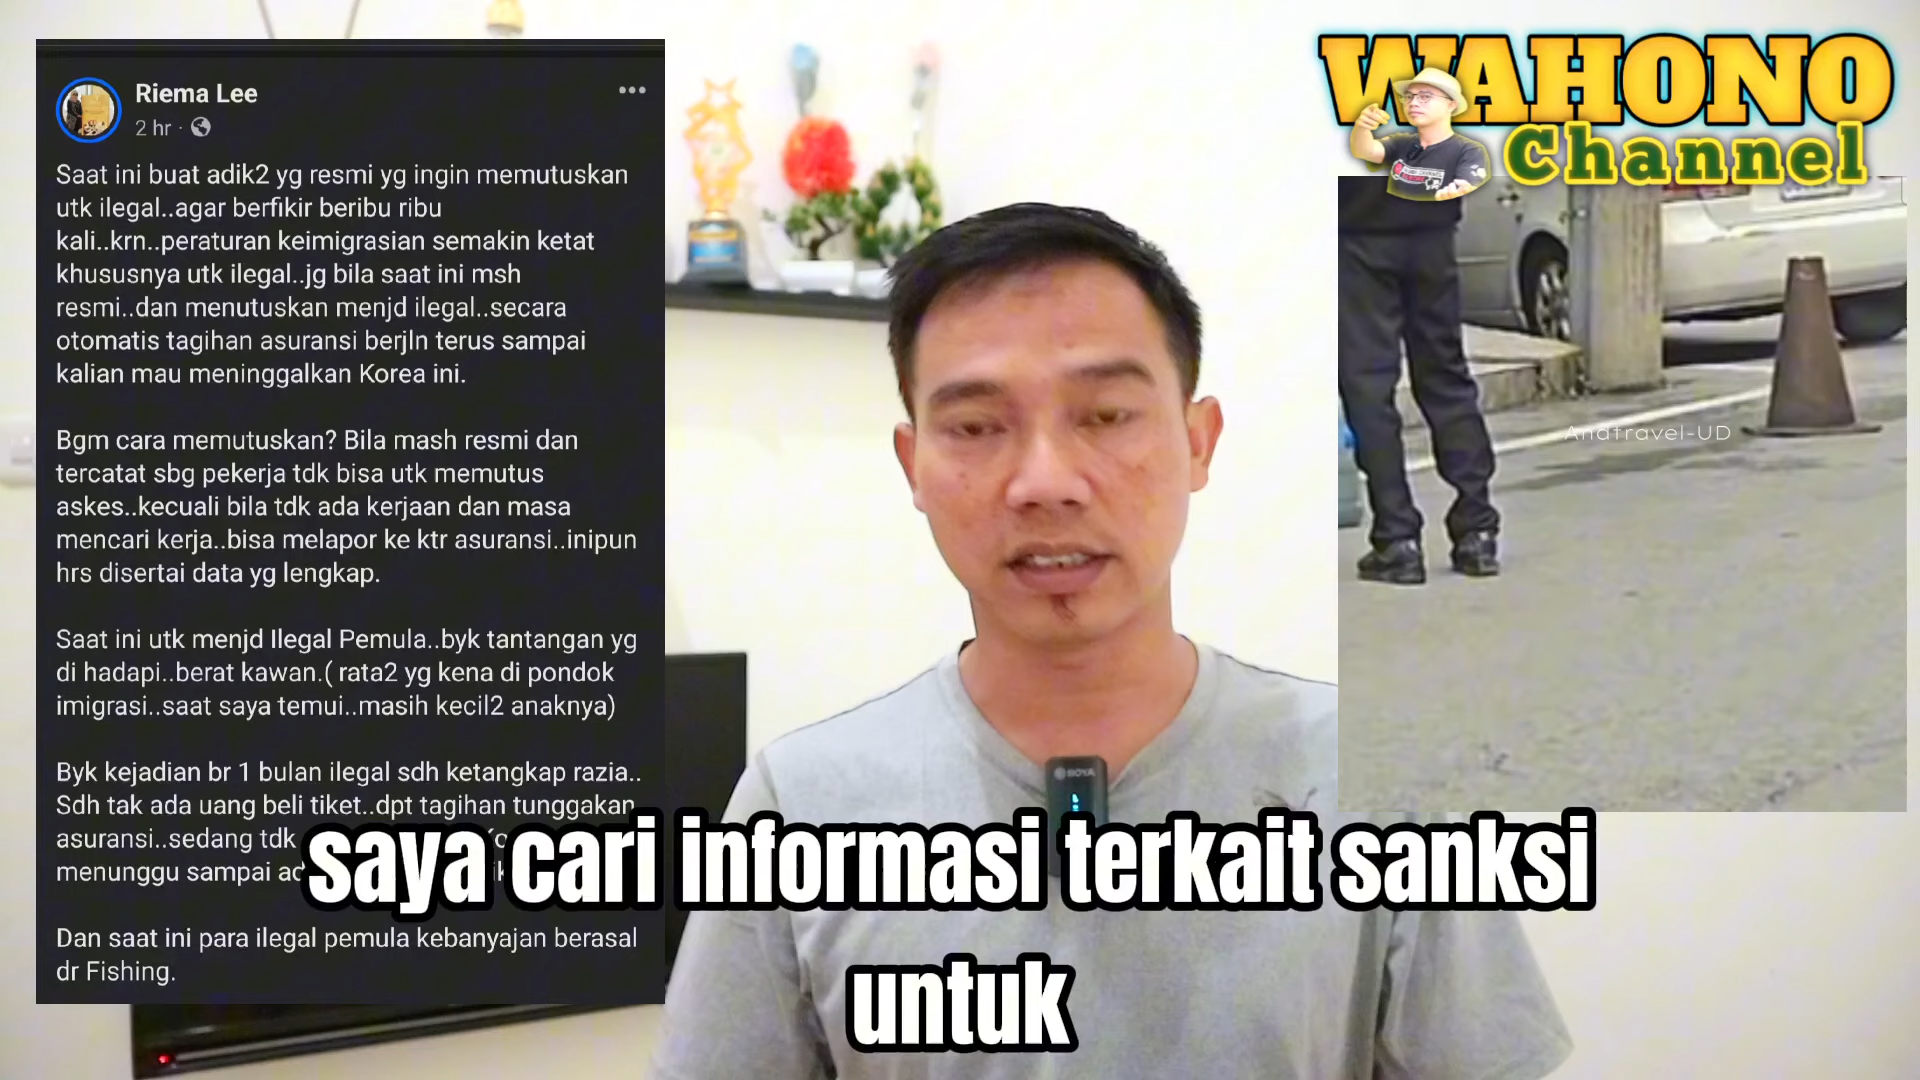 Riema Lee
2 hr ·
Saat ini buat adik2 yg resmi yg ingin memutuskan
utk ilegal..agar berfikir beribu ribu
kali..krn..peraturan keimigrasian semakin ketat
khususnya utk ilegal..jg bila saat ini msh
resmi..dan menutuskan menjd ilegal..secara
otomatis tagihan asuransi berjln terus sampai
kalian mau meninggalkan Korea ini.
Bgm cara memutuskan? Bila mash resmi dan
tercatat sbg pekerja tdk bisa utk memutus
askes..kecuali bila tdk ada kerjaan dan masa
mencari kerja..bisa melapor ke ktr asuransi..inipun
hrs disertai data yg lengkap.
Saat ini utk menjd Ilegal Pemula..byk tantangan yg
di hadapi..berat kawan.( rata2 yg kena di pondok
imigrasi..saat saya temui..masih kecil2 anaknya)
Byk kejadian br 1 bulan ilegal sdh ketangkap razia..
Sdh tak ada uang beli tiket..dpt tagihan tunggakan
asuransi..sedang tdk
menunggu sampai
Dan saat ini para ilegal pemula kebanyajan berasal
dr Fishing.
WAHONO
Channel
Anatravel-UD
BOYA
saya cari informasi terkait sanksi
untuk